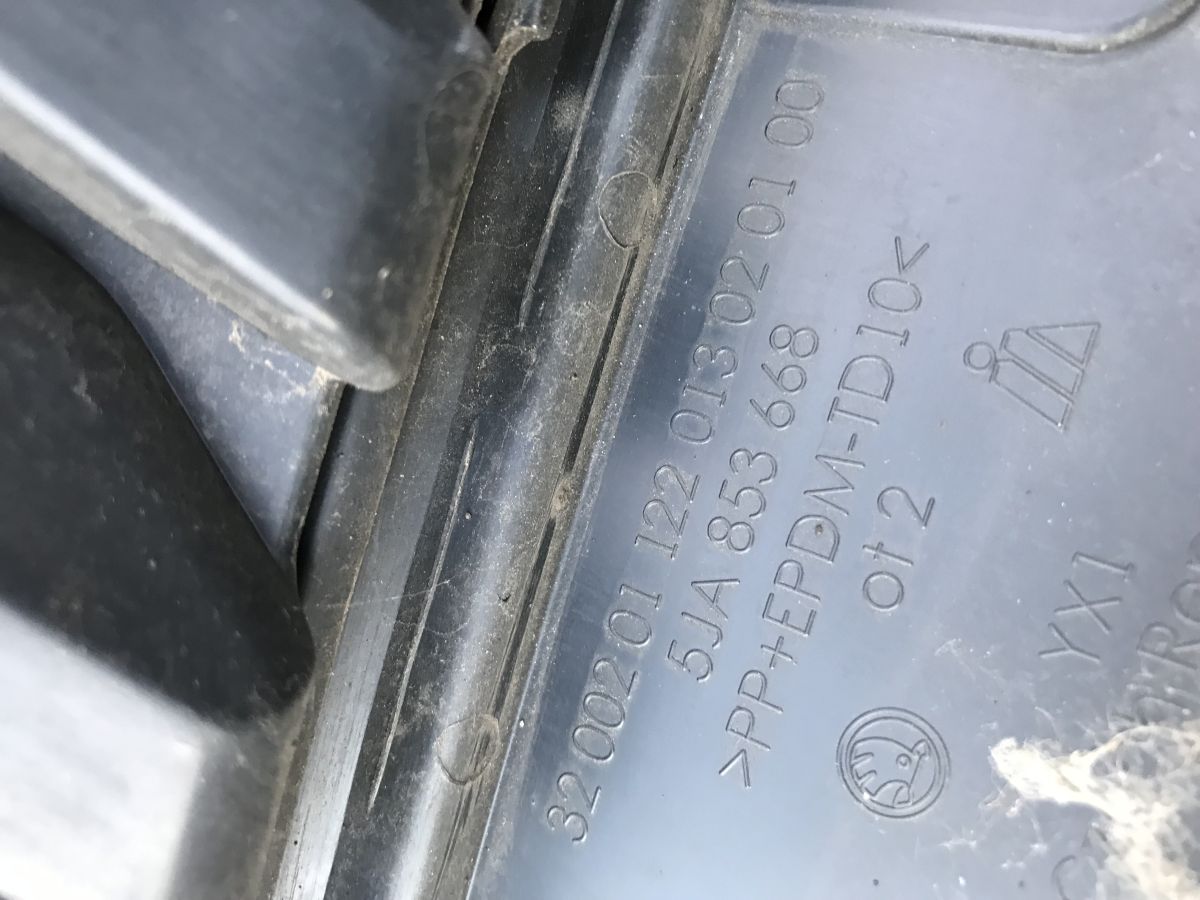 32 002 01 122 013 02 01 00
5JA 853 668
>PP+EPDM-TD10<
ot 2
YX1